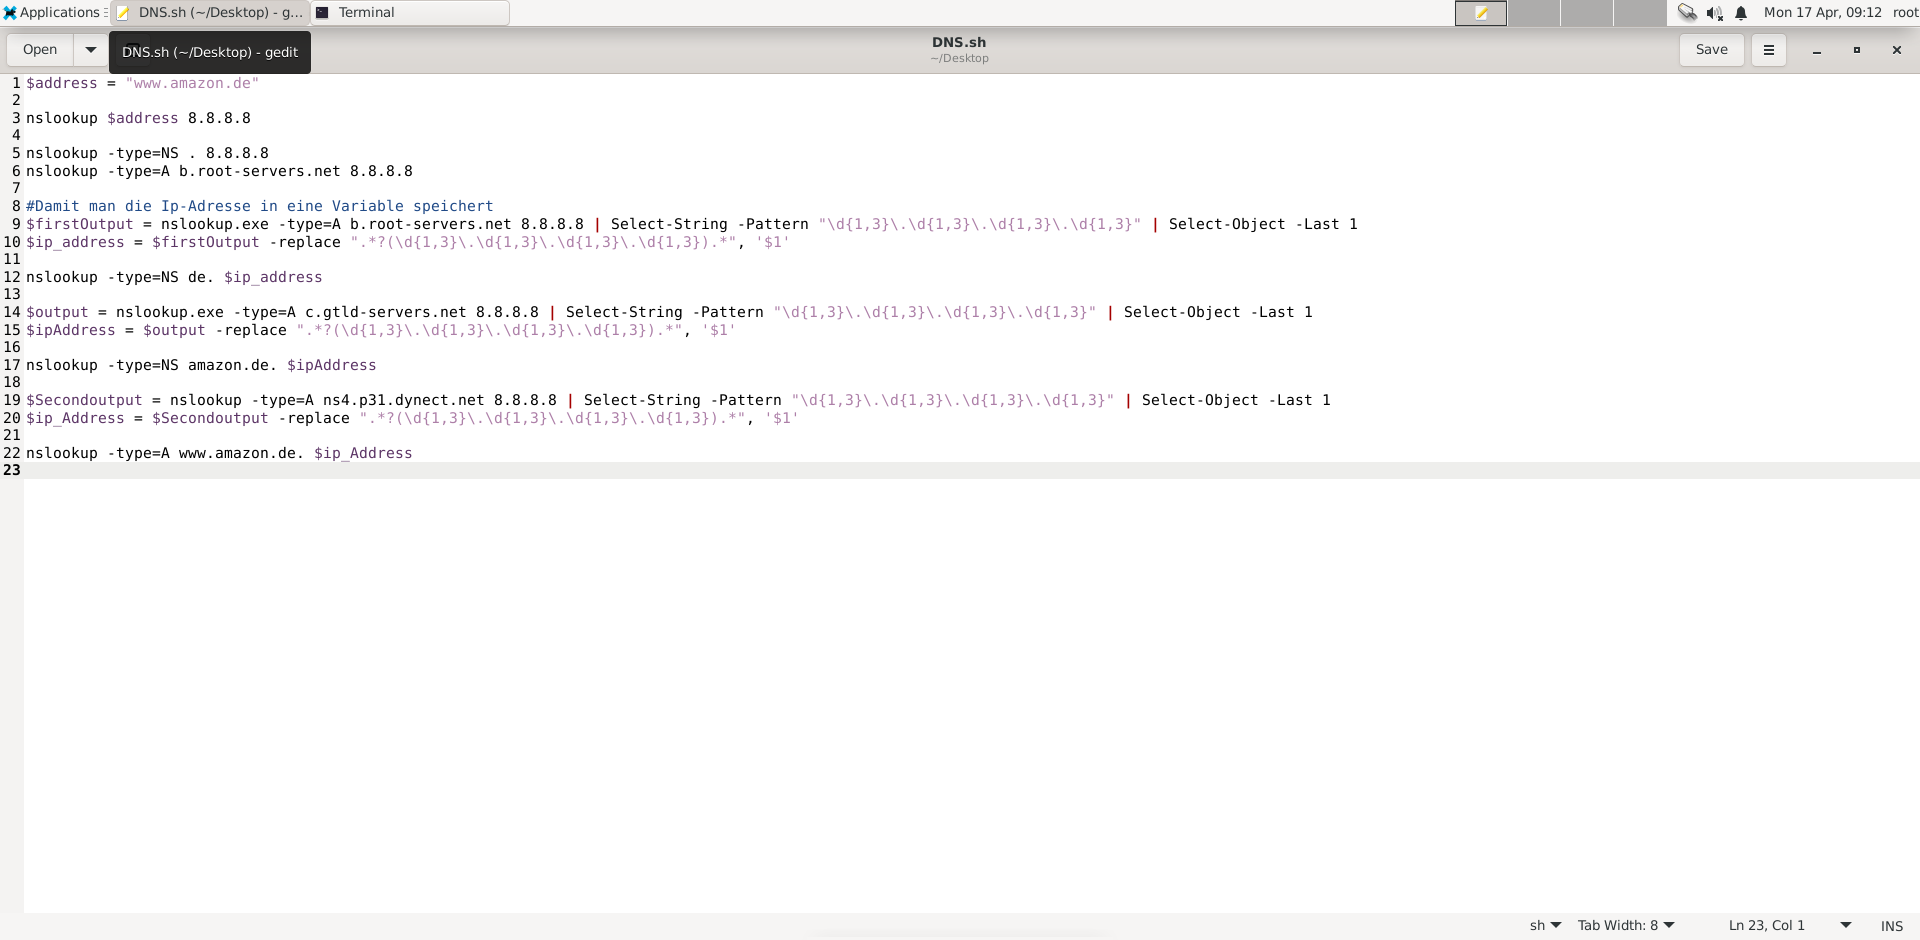 Applications DNS.sh (~/Desktop) - g... Terminal Mon 17 Apr, 09:12 root
Open DNS.sh (~/Desktop) - gedit DNS.sh Save
~/Desktop
1 $address = "www.amazon.de"
2
3 nslookup $address 8.8.8.8
4
5 nslookup -type=NS . 8.8.8.8
6 nslookup -type=A b.root-servers.net 8.8.8.8
7
8 #Damit man die Ip-Adresse in eine Variable speichert
9 $firstOutput = nslookup.exe -type=A b.root-servers.net 8.8.8.8 | Select-String -Pattern "\d{1,3}\.\d{1,3}\.\d{1,3}\.\d{1,3}" | Select-Object -Last 1
10 $ip_address = $firstOutput -replace ".*?(\d{1,3}\.\d{1,3}\.\d{1,3}\.\d{1,3}).*", '$1'
11
12 nslookup -type=NS de. $ip_address
13
14 $output = nslookup.exe -type=A c.gtld-servers.net 8.8.8.8 | Select-String -Pattern "\d{1,3}\.\d{1,3}\.\d{1,3}\.\d{1,3}" | Select-Object -Last 1
15 $ipAddress = $output -replace ".*?(\d{1,3}\.\d{1,3}\.\d{1,3}\.\d{1,3}).*", '$1'
16
17 nslookup -type=NS amazon.de. $ipAddress
18
19 $Secondoutput = nslookup -type=A ns4.p31.dynect.net 8.8.8.8 | Select-String -Pattern "\d{1,3}\.\d{1,3}\.\d{1,3}\.\d{1,3}" | Select-Object -Last 1
20 $ip_Address = $Secondoutput -replace ".*?(\d{1,3}\.\d{1,3}\.\d{1,3}\.\d{1,3}).*", '$1'
21
22 nslookup -type=A www.amazon.de. $ip_Address
23
sh Tab Width: 8 Ln 23, Col 1 INS